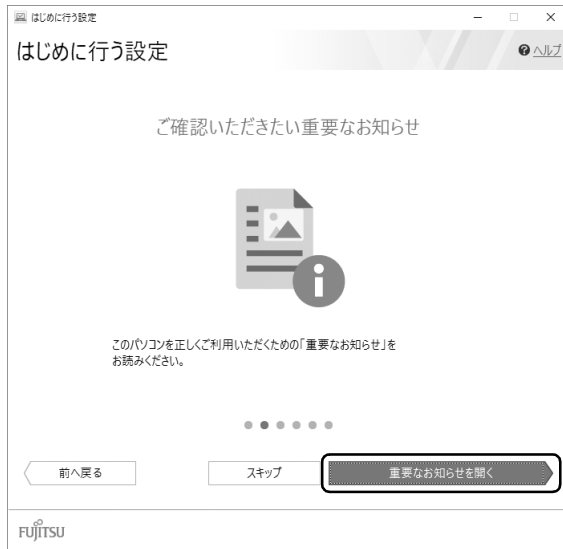 はじめに行う設定
はじめに行う設定
ヘルプ
ご確認いただきたい重要なお知らせ
このパソコンを正しくご利用いただくための「重要なお知らせ」を
お読みください。
前へ戻る
スキップ
重要なお知らせを開く
FUJITSU